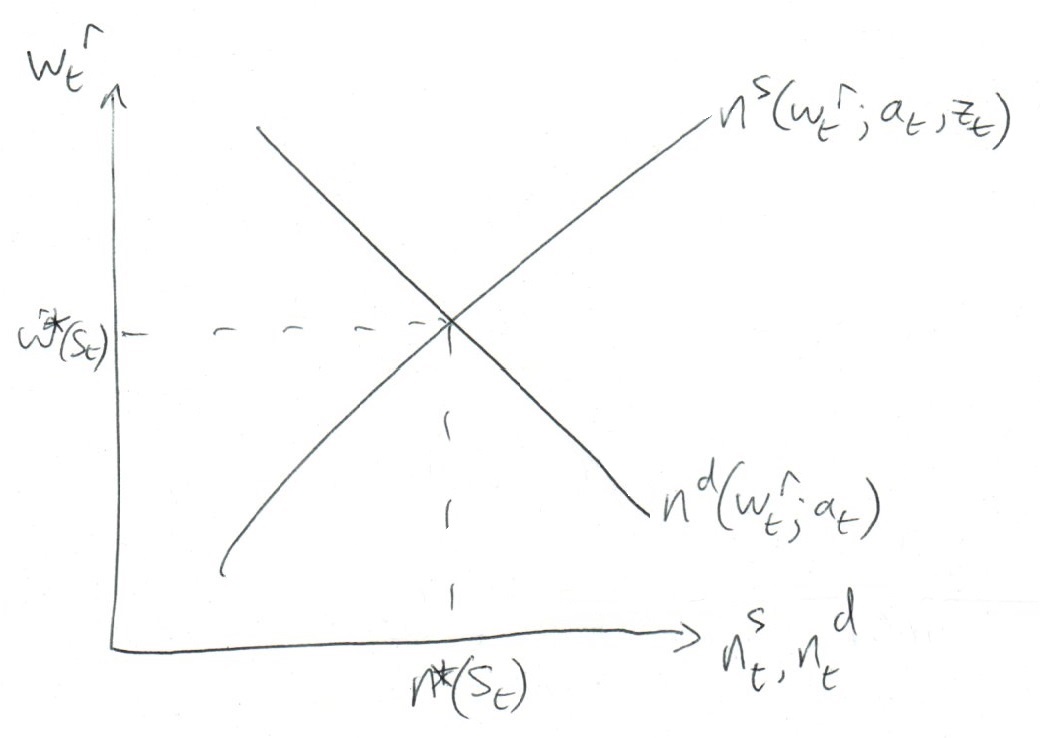 w_t^r
n^s(w_t^r; a_t, z_t)
w^r*(s_t)
n^d(w_t^r; a_t)
n_t^s, n_t^d
n*(s_t)